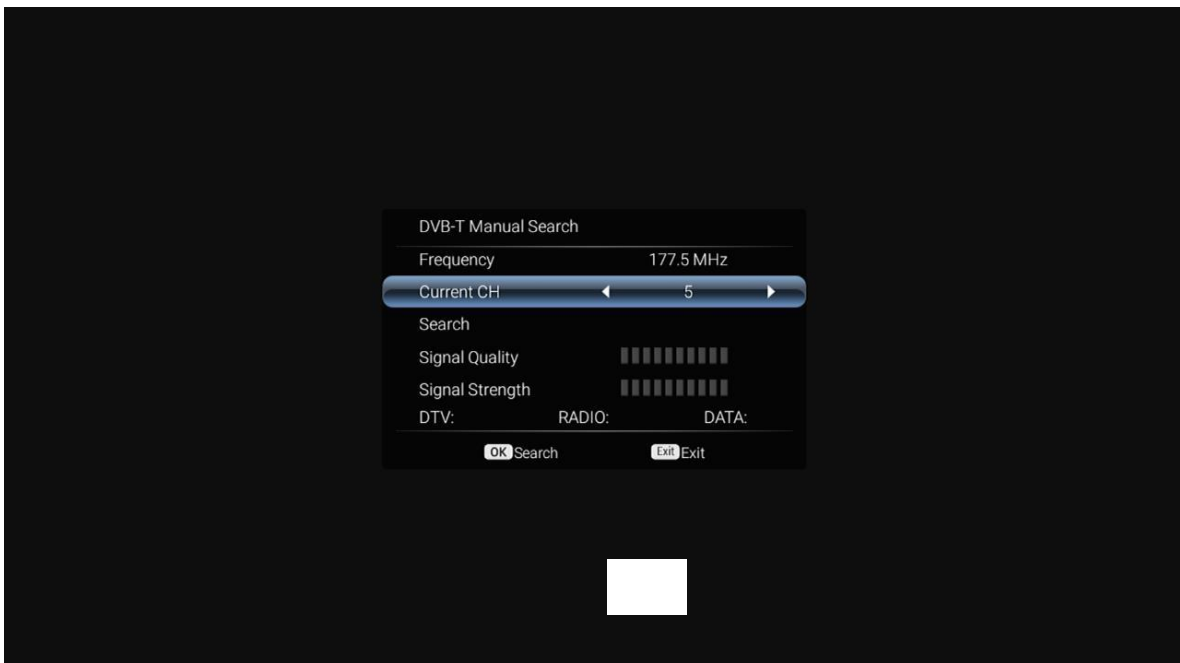 DVB-T Manual Search
Frequency 177.5 MHz
Current CH 5
Search
Signal Quality
Signal Strength
DTV: RADIO: DATA:
OK Search Exit Exit